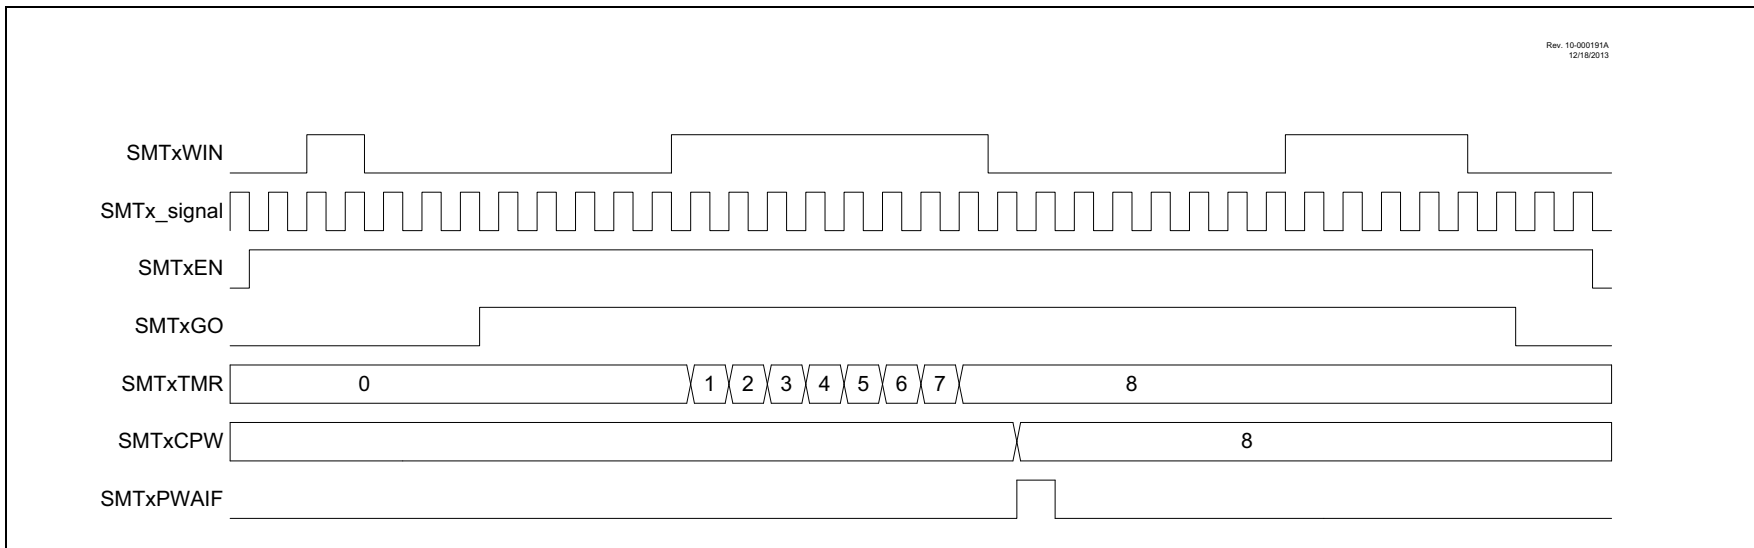 Rev. 10-000191A
12/18/2013
SMTxWIN
SMTx_signal
SMTxEN
SMTxGO
SMTxTMR 0 1 2 3 4 5 6 7 8
SMTxCPW 8
SMTxPWAIF